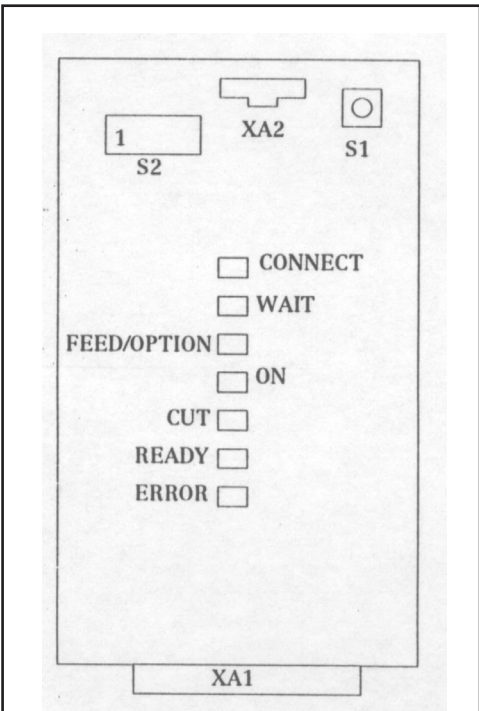 XA2
S1
1
S2
CONNECT
WAIT
FEED/OPTION
ON
CUT
READY
ERROR
XA1